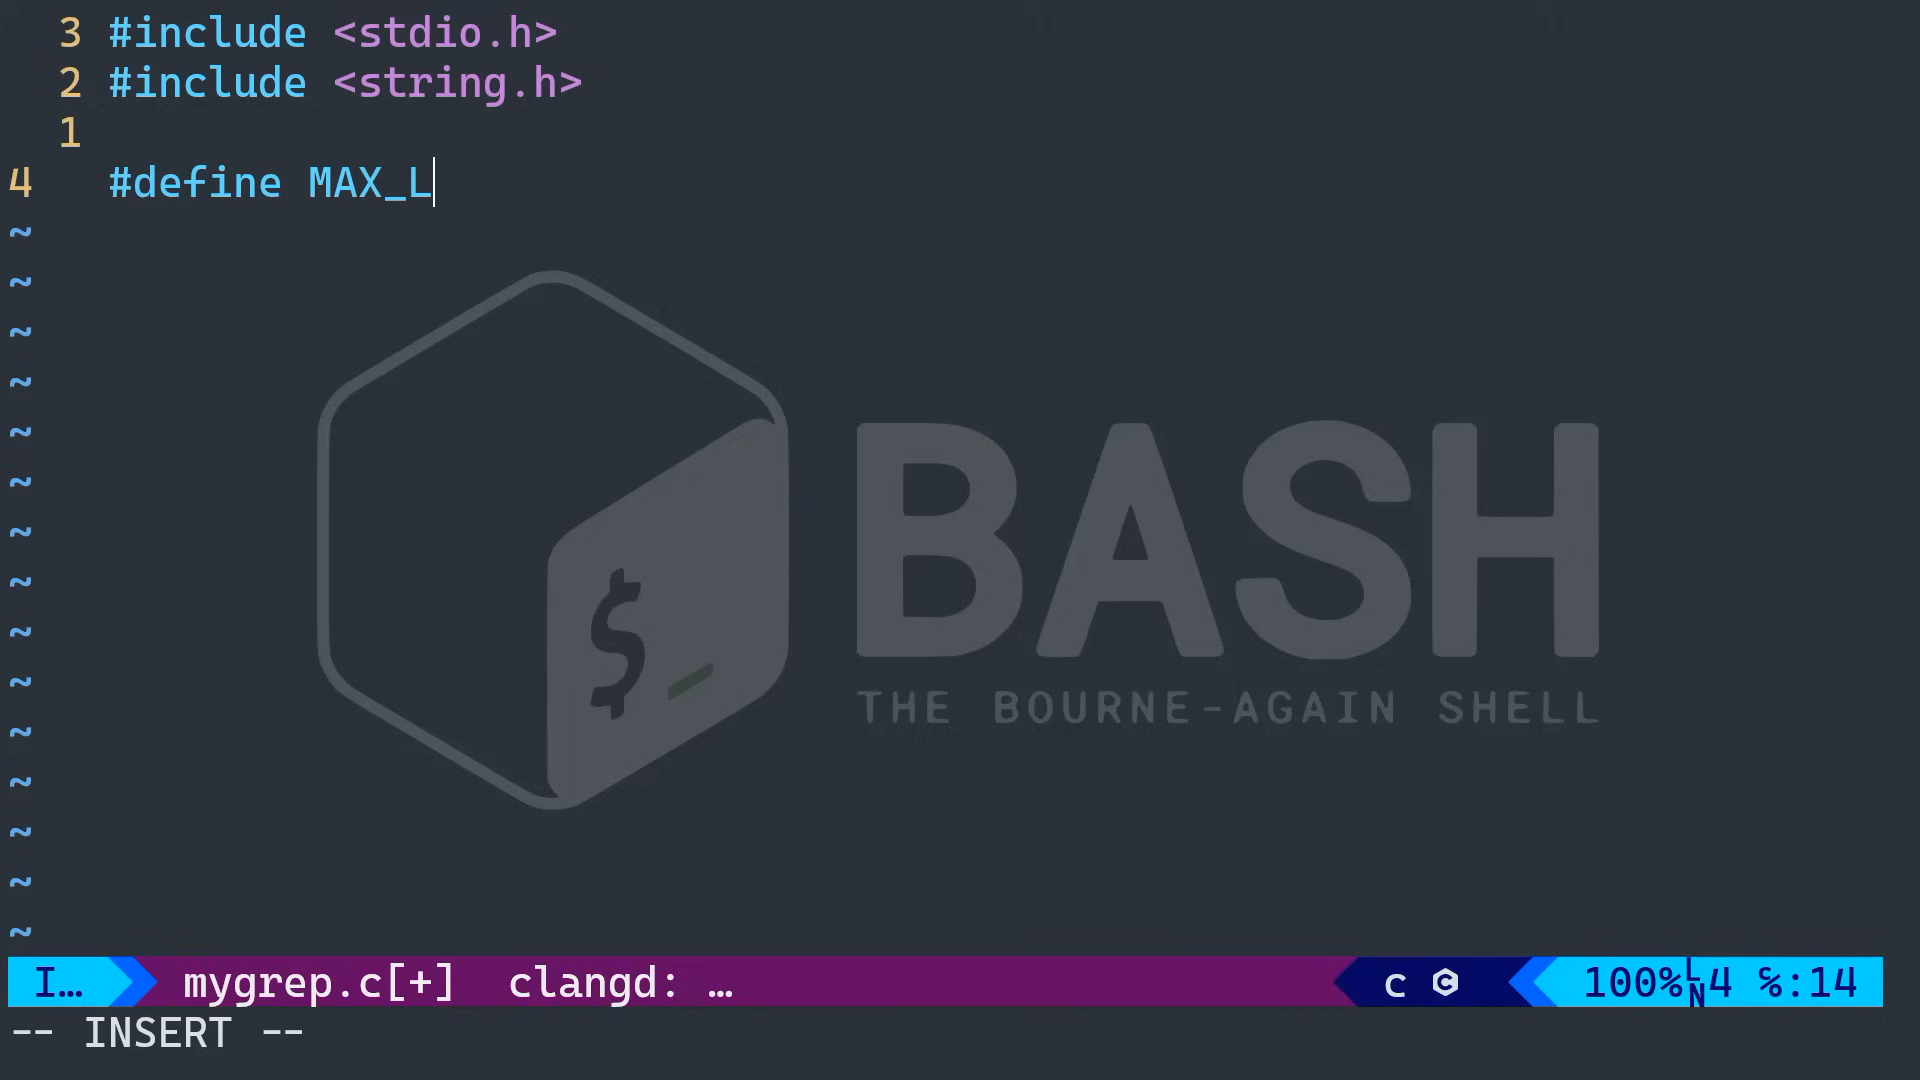 3 #include <stdio.h>
2 #include <string.h>
1
4 #define MAX_L
~
~
~
~
~
~
$_
BASH
~
~
~
~
THE BOURNE-AGAIN SHELL
~
~
~
~
~
I… mygrep.c[+] clangd: … c C 100%LN4 %:14
-- INSERT --